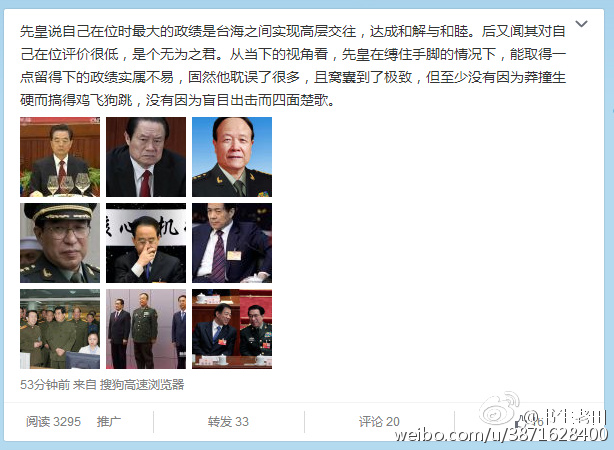 先皇说自己在位时最大的政绩是台海之间实现高层交往，达成和解与和睦。后又闻其对自
己在位评价很低，是个无为之君。从当下的视角看，先皇在缚住手脚的情况下，能取得一
点留得下的政绩实属不易，固然他耽误了很多，且窝囊到了极致，但至少没有因为莽撞生
硬而搞得鸡飞狗跳，没有因为盲目出击而四面楚歌。
心 机
53分钟前 来自 搜狗高速浏览器
阅读 3295 推广 转发 33 评论 20
@书生老田
weibo.com/u/3871628400